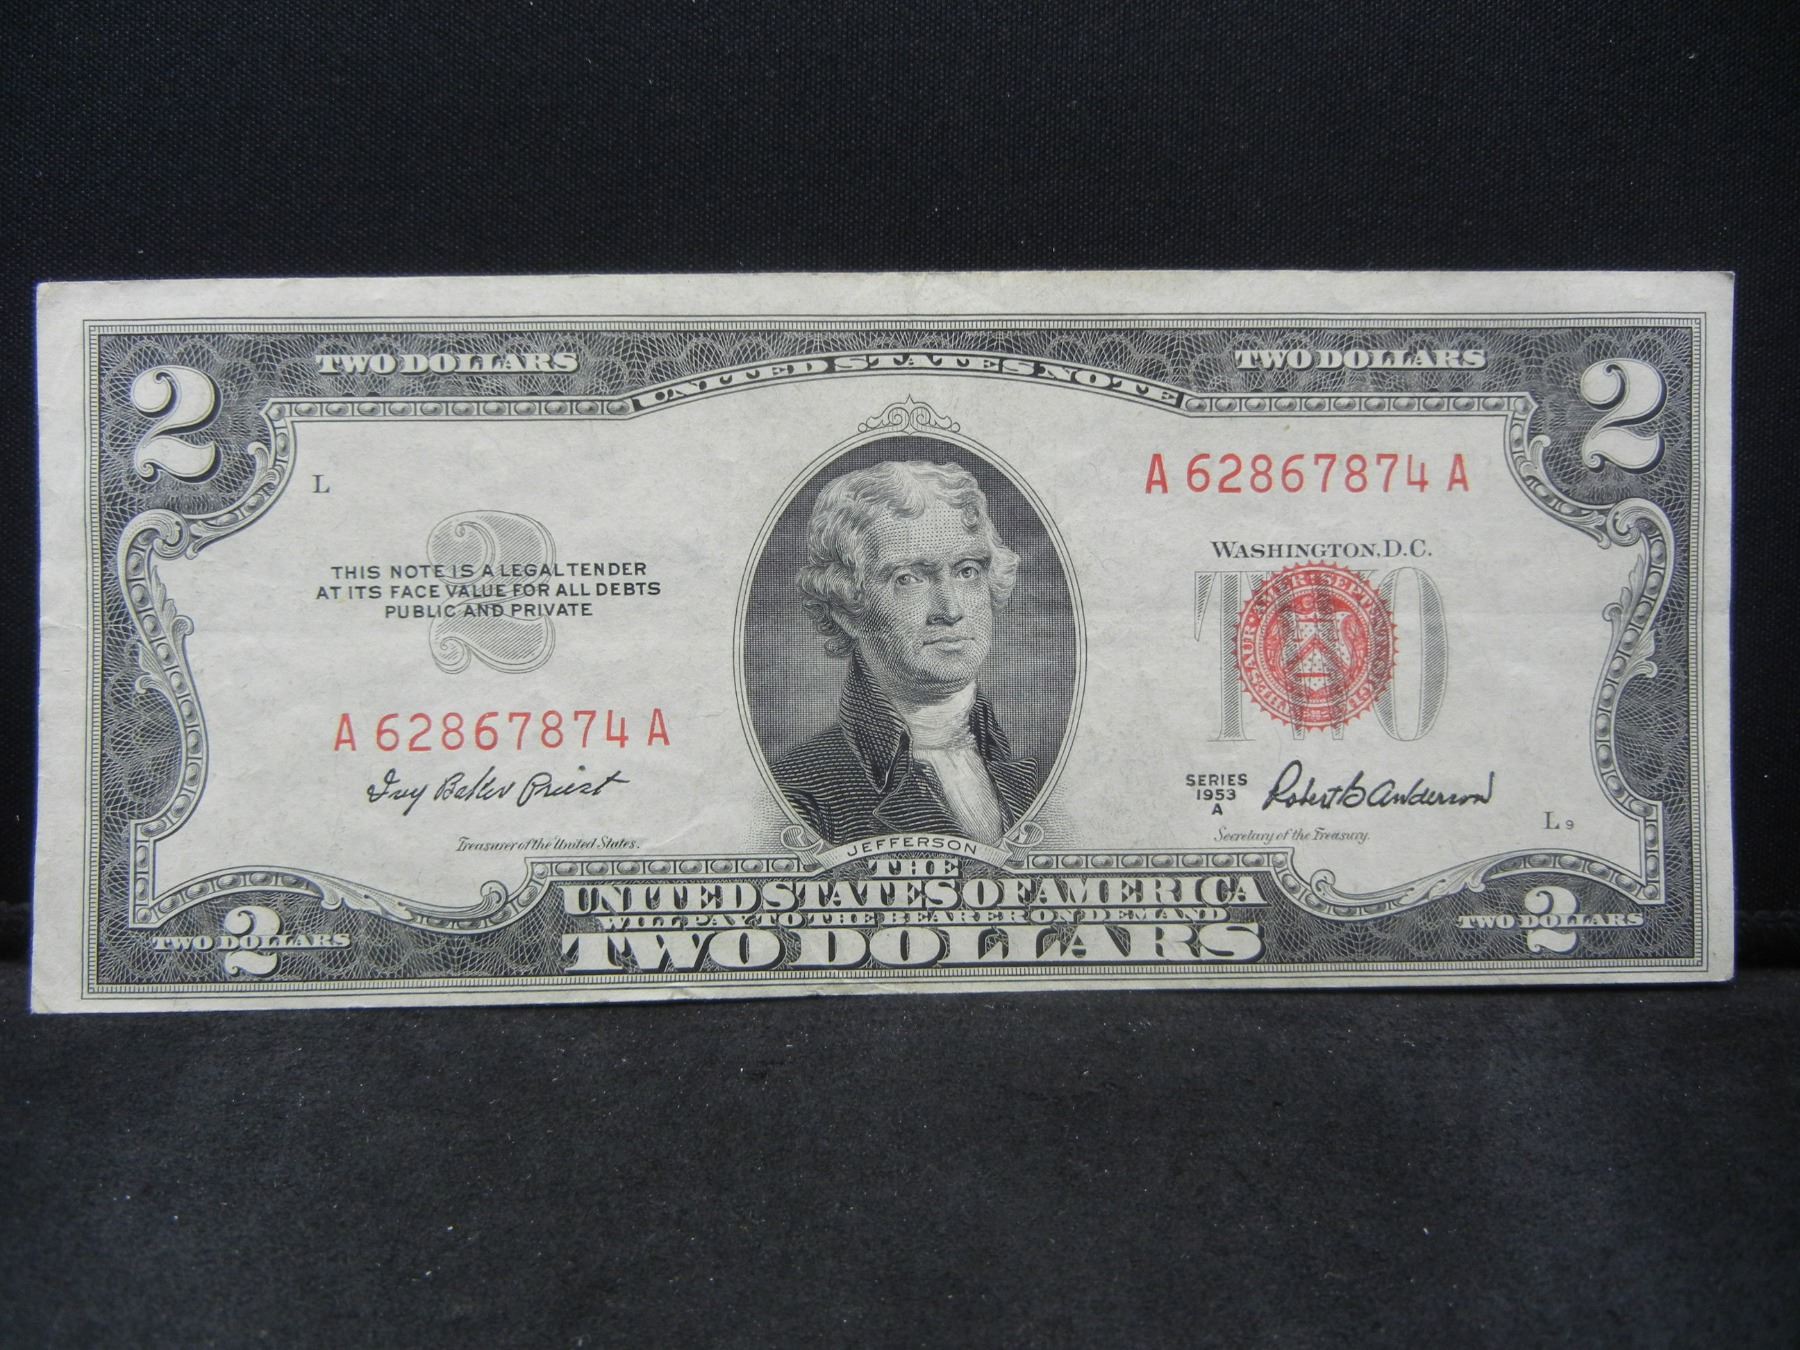 TWO DOLLARS
UNITED STATES NOTE
TWO DOLLARS
2
2
L
A 62867874 A
WASHINGTON, D.C.
2
THIS NOTE IS A LEGAL TENDER
AT ITS FACE VALUE FOR ALL DEBTS
PUBLIC AND PRIVATE
TWO
A 62867874 A
Ivy Baker Priest
Treasurer of the United States.
SERIES
1953
A
Robert B Anderson
Secretary of the Treasury.
L 9
JEFFERSON
THE
UNITED STATES OF AMERICA
WILL PAY TO THE BEARER ON DEMAND
TWO DOLLARS
2
TWO DOLLARS
2
TWO DOLLARS